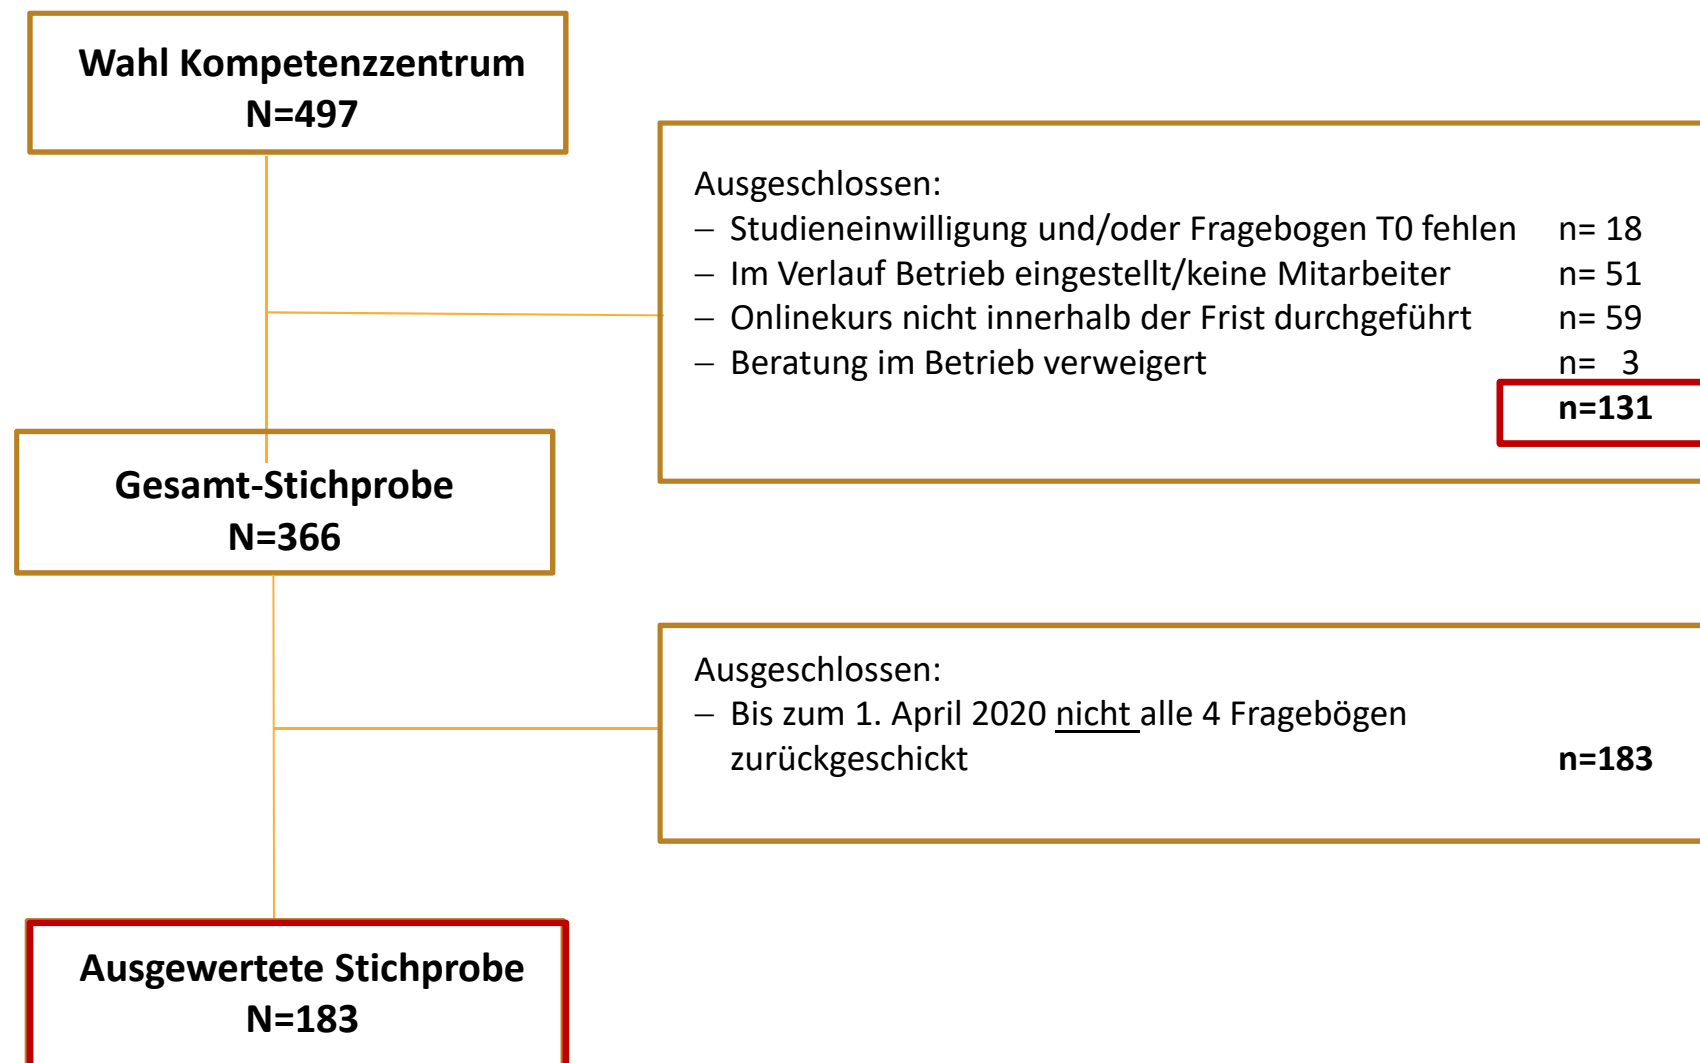 Wahl Kompetenzzentrum
N=497
Ausgeschlossen:
– Studieneinwilligung und/oder Fragebogen T0 fehlen n= 18
– Im Verlauf Betrieb eingestellt/keine Mitarbeiter n= 51
– Onlinekurs nicht innerhalb der Frist durchgeführt n= 59
– Beratung im Betrieb verweigert n= 3
n=131
Gesamt-Stichprobe
N=366
Ausgeschlossen:
– Bis zum 1. April 2020 nicht alle 4 Fragebögen
zurückgeschickt n=183
Ausgewertete Stichprobe
N=183